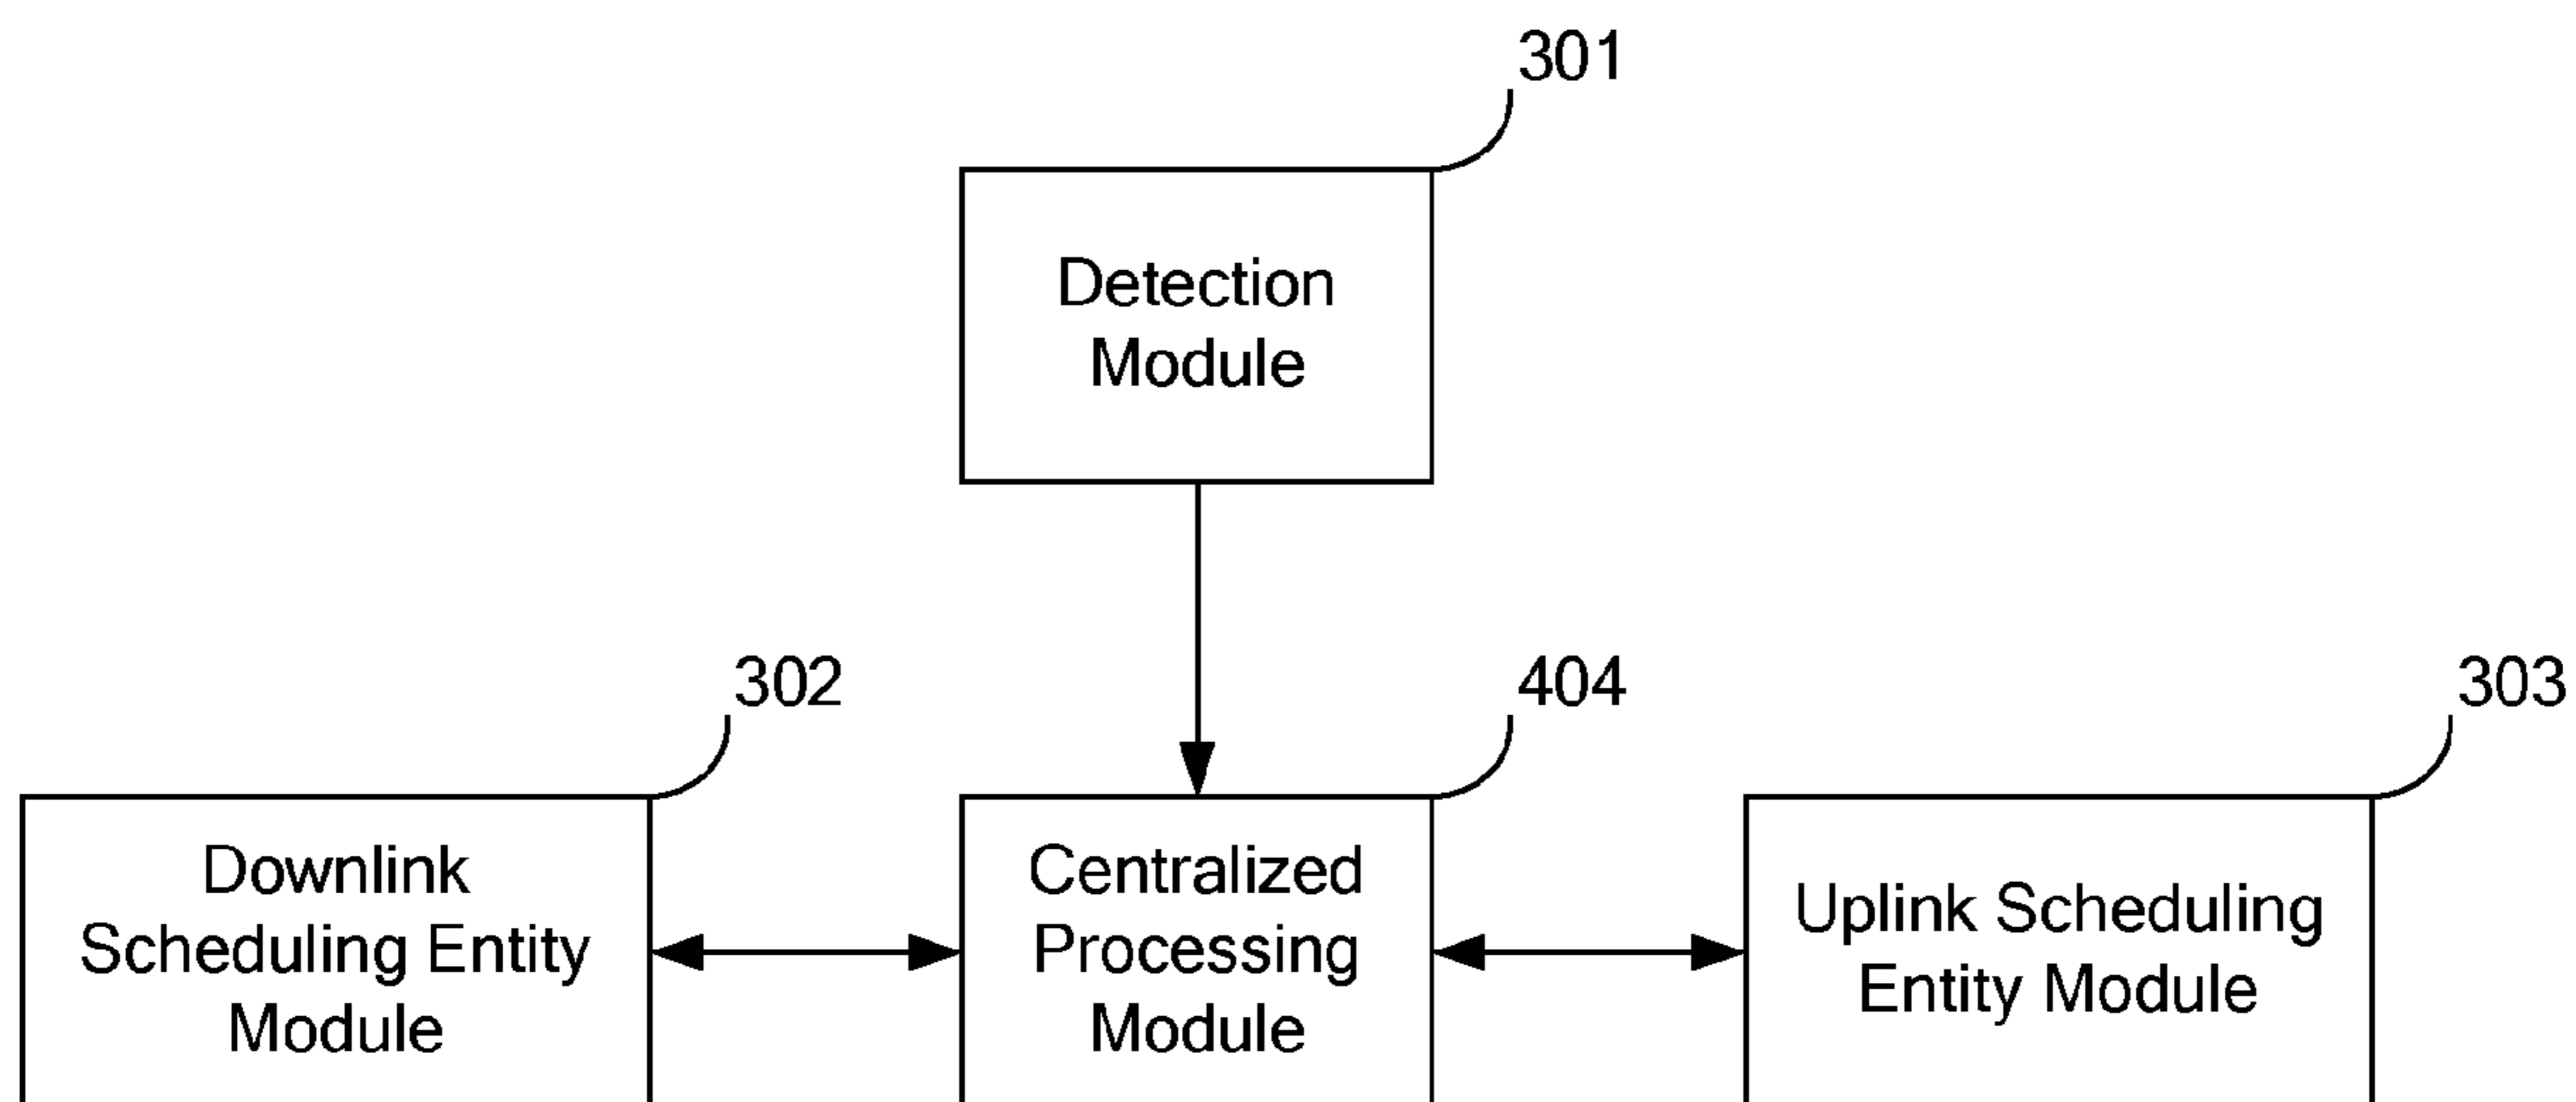 301
Detection
Module
302
404
303
Downlink
Scheduling Entity
Module
Centralized
Processing
Module
Uplink Scheduling
Entity Module